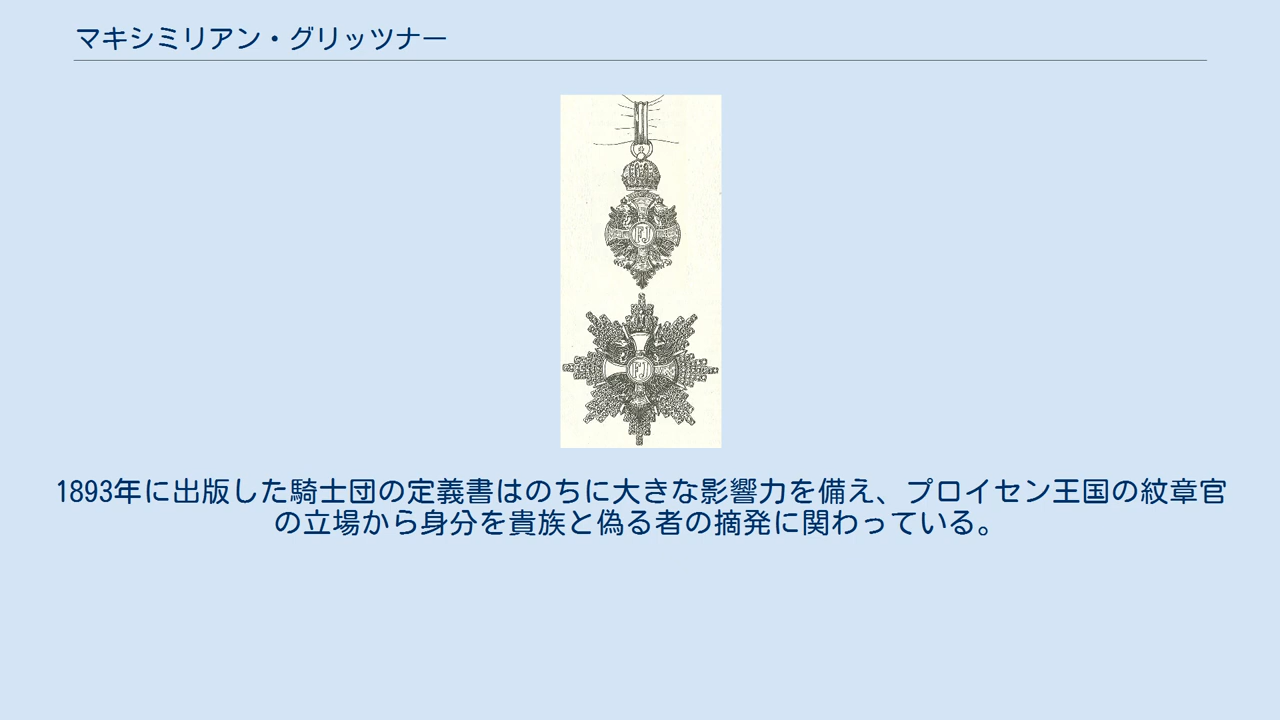 マキシミリアン・グリッツナー
FJ
FJ
1893年に出版した騎士団の定義書はのちに大きな影響力を備え、プロイセン王国の紋章官
の立場から身分を貴族と偽る者の摘発に関わっている。